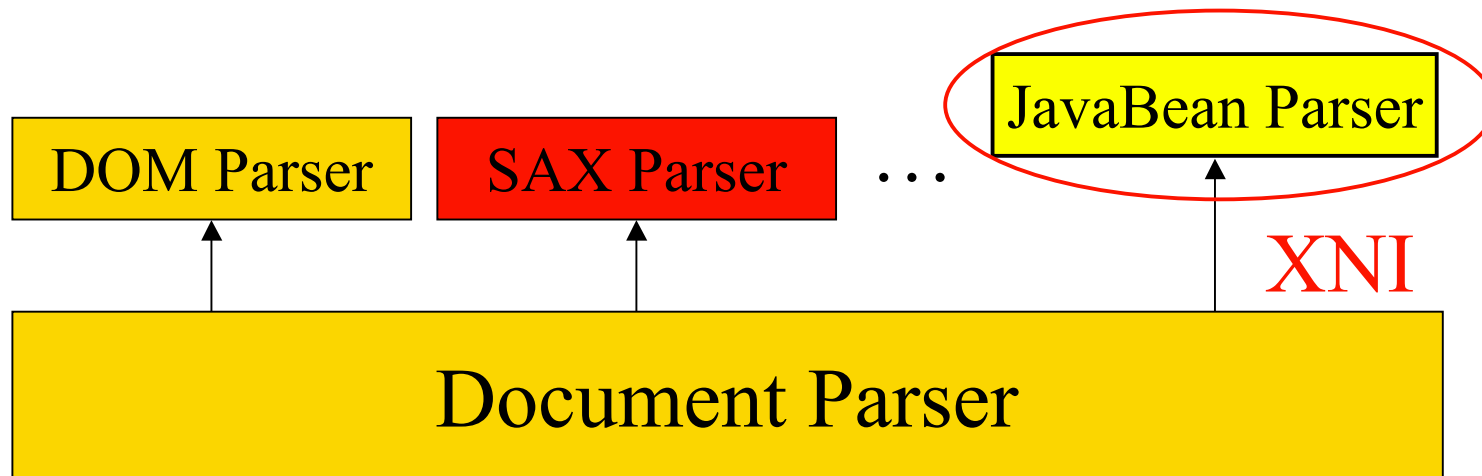 JavaBean Parser
DOM Parser
SAX Parser
...
XNI
Document Parser